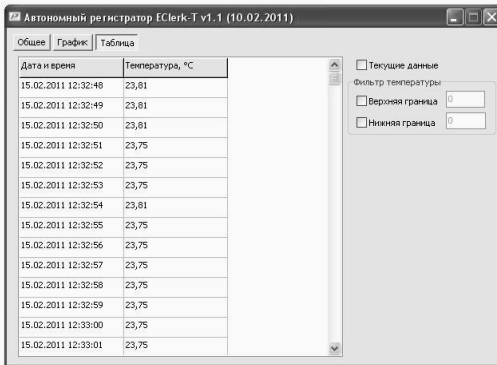 Автономный регистратор EClerk-T v1.1 (10.02.2011)
Общее График Таблица
Дата и время Температура, °C
15.02.2011 12:32:48 23,81
15.02.2011 12:32:49 23,81
15.02.2011 12:32:50 23,81
15.02.2011 12:32:51 23,75
15.02.2011 12:32:52 23,75
15.02.2011 12:32:53 23,75
15.02.2011 12:32:54 23,81
15.02.2011 12:32:55 23,75
15.02.2011 12:32:56 23,75
15.02.2011 12:32:57 23,75
15.02.2011 12:32:58 23,75
15.02.2011 12:32:59 23,75
15.02.2011 12:33:00 23,75
15.02.2011 12:33:01 23,75
Текущие данные
Фильтр температуры
Верхняя граница 0
Нижняя граница 0